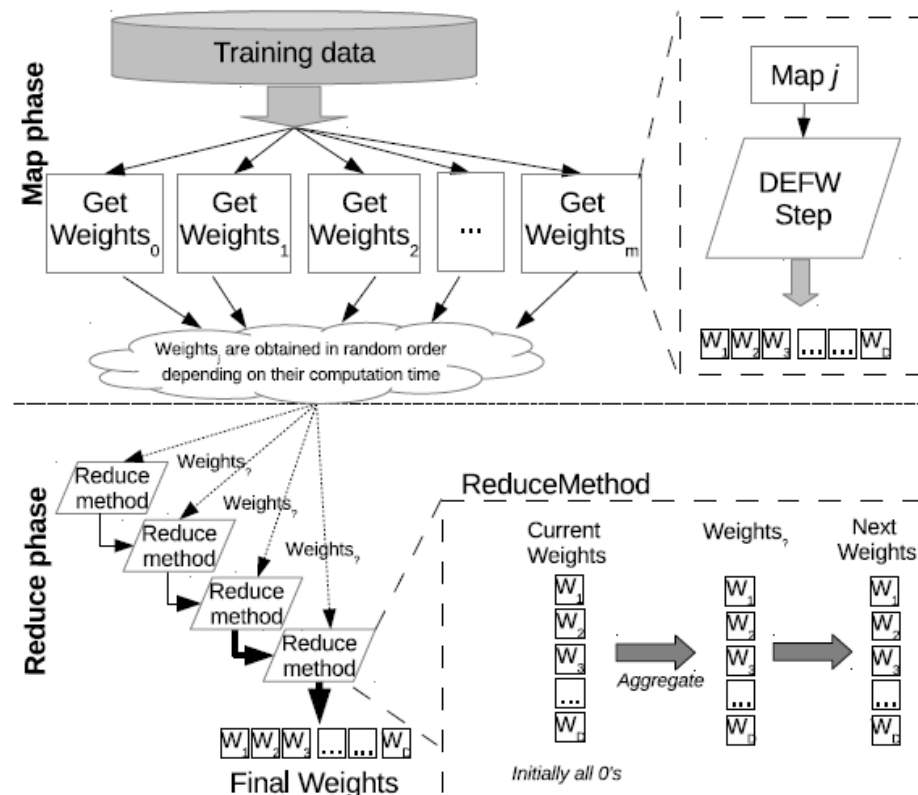 Map phase
Training data
Get
Weights0
Get
Weights1
Get
Weights2
...
Get
Weightsm
Map j
DEFW
Step
W1 W2 W3 ... ... WD
Weightsj are obtained in random order
depending on their computation time
Reduce phase
Reduce
method
Weights?
Reduce
method
Weights?
Reduce
method
Weights?
Reduce
method
W1 W2 W3 ... ... WD
Final Weights
ReduceMethod
Current
Weights
W1
W2
W3
...
WD
Initially all 0's
Aggregate
Weights?
W1
W2
W3
...
WD
Next
Weights
W1
W2
W3
...
WD